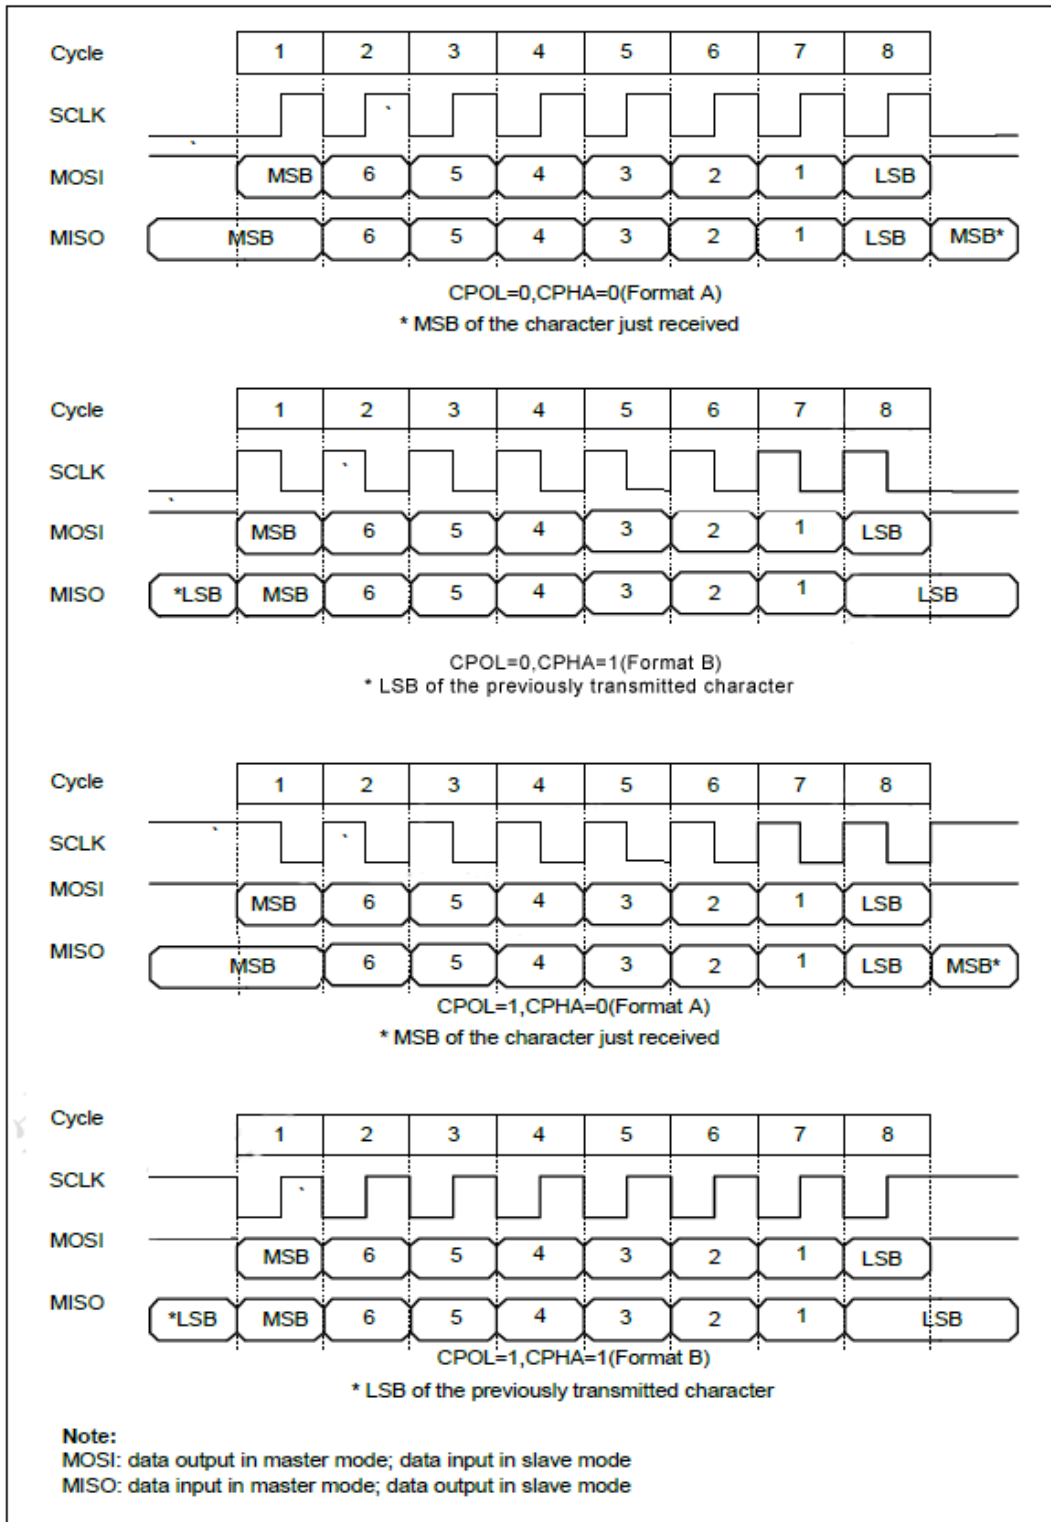 Cycle 1 2 3 4 5 6 7 8
SCLK
MOSI MSB 6 5 4 3 2 1 LSB
MISO MSB 6 5 4 3 2 1 LSB MSB*
CPOL=0,CPHA=0(Format A)
* MSB of the character just received
Cycle 1 2 3 4 5 6 7 8
SCLK
MOSI MSB 6 5 4 3 2 1 LSB
MISO *LSB MSB 6 5 4 3 2 1 LSB
CPOL=0,CPHA=1(Format B)
* LSB of the previously transmitted character
Cycle 1 2 3 4 5 6 7 8
SCLK
MOSI MSB 6 5 4 3 2 1 LSB
MISO MSB 6 5 4 3 2 1 LSB MSB*
CPOL=1,CPHA=0(Format A)
* MSB of the character just received
Cycle 1 2 3 4 5 6 7 8
SCLK
MOSI MSB 6 5 4 3 2 1 LSB
MISO *LSB MSB 6 5 4 3 2 1 LSB
CPOL=1,CPHA=1(Format B)
* LSB of the previously transmitted character
Note:
MOSI: data output in master mode; data input in slave mode
MISO: data input in master mode; data output in slave mode